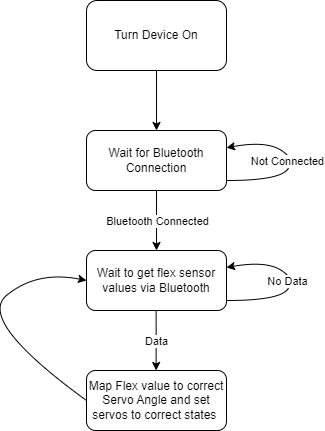 Turn Device On
Wait for Bluetooth
Connection
Not Connected
Bluetooth Connected
Wait to get flex sensor
values via Bluetooth
No Data
Data
Map Flex value to correct
Servo Angle and set
servos to correct states